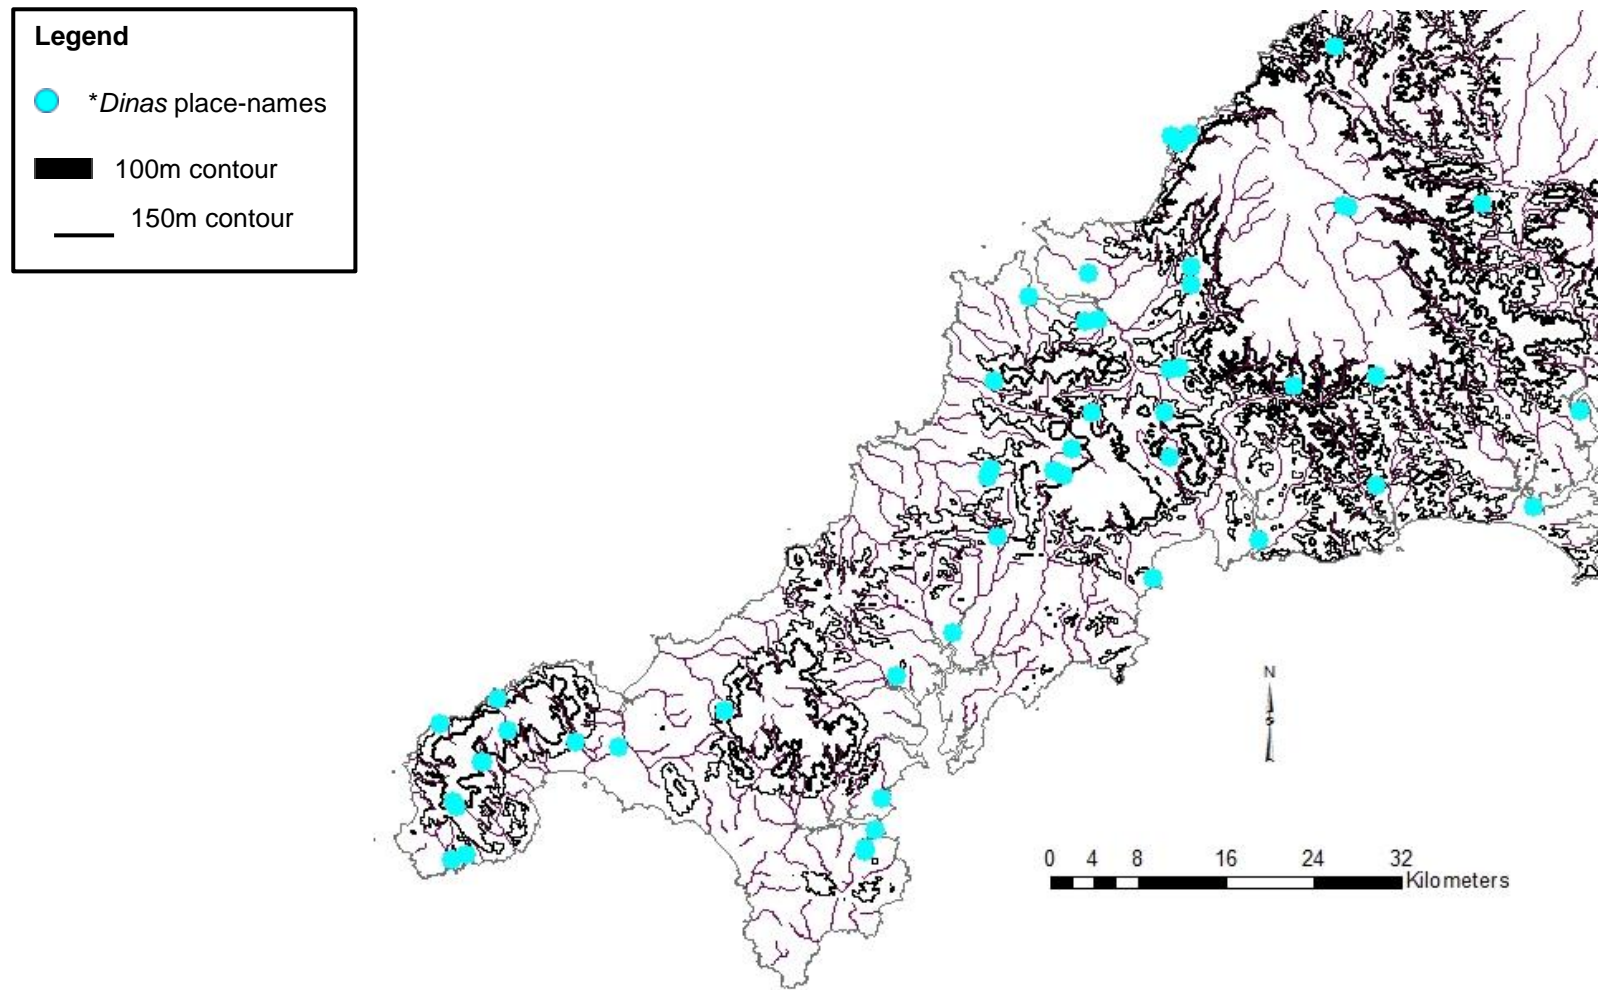 Legend
*Dinas place-names
100m contour
150m contour
N
0 4 8 16 24 32
Kilometers